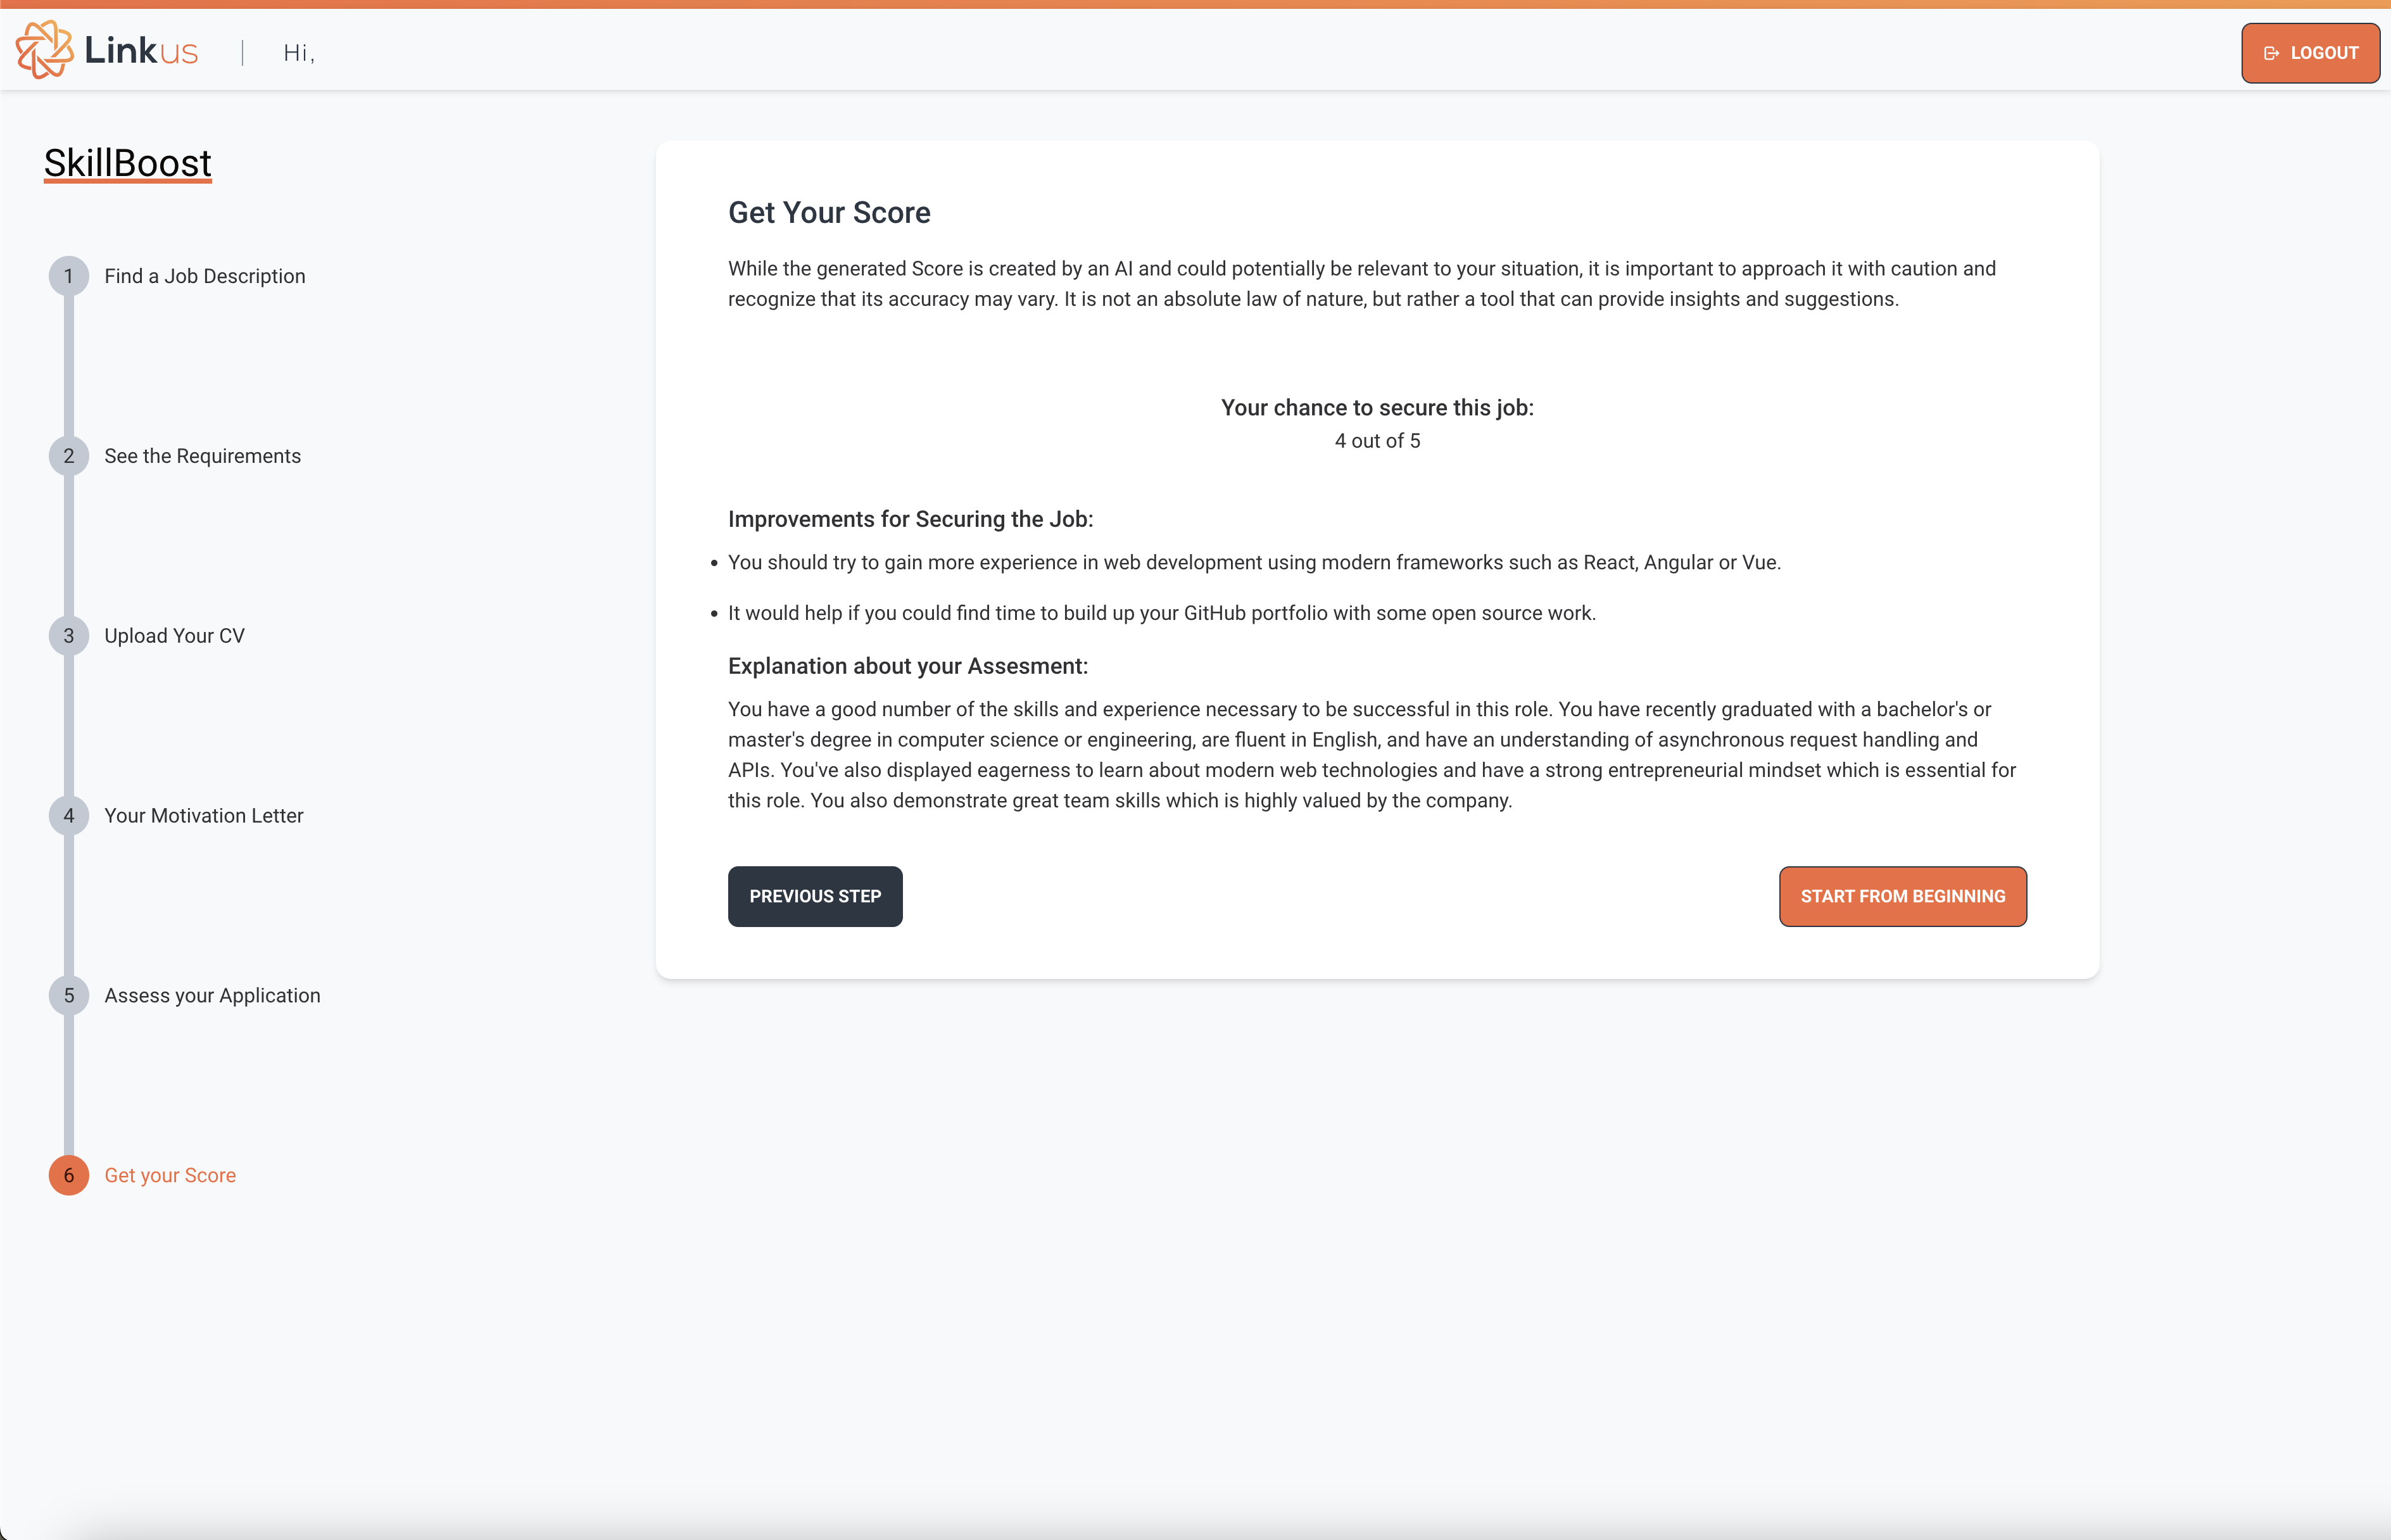 Linkus
Hi,
LOGOUT
SkillBoost
1 Find a Job Description
2 See the Requirements
3 Upload Your CV
4 Your Motivation Letter
5 Assess your Application
6 Get your Score
Get Your Score
While the generated Score is created by an AI and could potentially be relevant to your situation, it is important to approach it with caution and
recognize that its accuracy may vary. It is not an absolute law of nature, but rather a tool that can provide insights and suggestions.
Your chance to secure this job:
4 out of 5
Improvements for Securing the Job:
• You should try to gain more experience in web development using modern frameworks such as React, Angular or Vue.
• It would help if you could find time to build up your GitHub portfolio with some open source work.
Explanation about your Assesment:
You have a good number of the skills and experience necessary to be successful in this role. You have recently graduated with a bachelor's or
master's degree in computer science or engineering, are fluent in English, and have an understanding of asynchronous request handling and
APIs. You've also displayed eagerness to learn about modern web technologies and have a strong entrepreneurial mindset which is essential for
this role. You also demonstrate great team skills which is highly valued by the company.
PREVIOUS STEP
START FROM BEGINNING